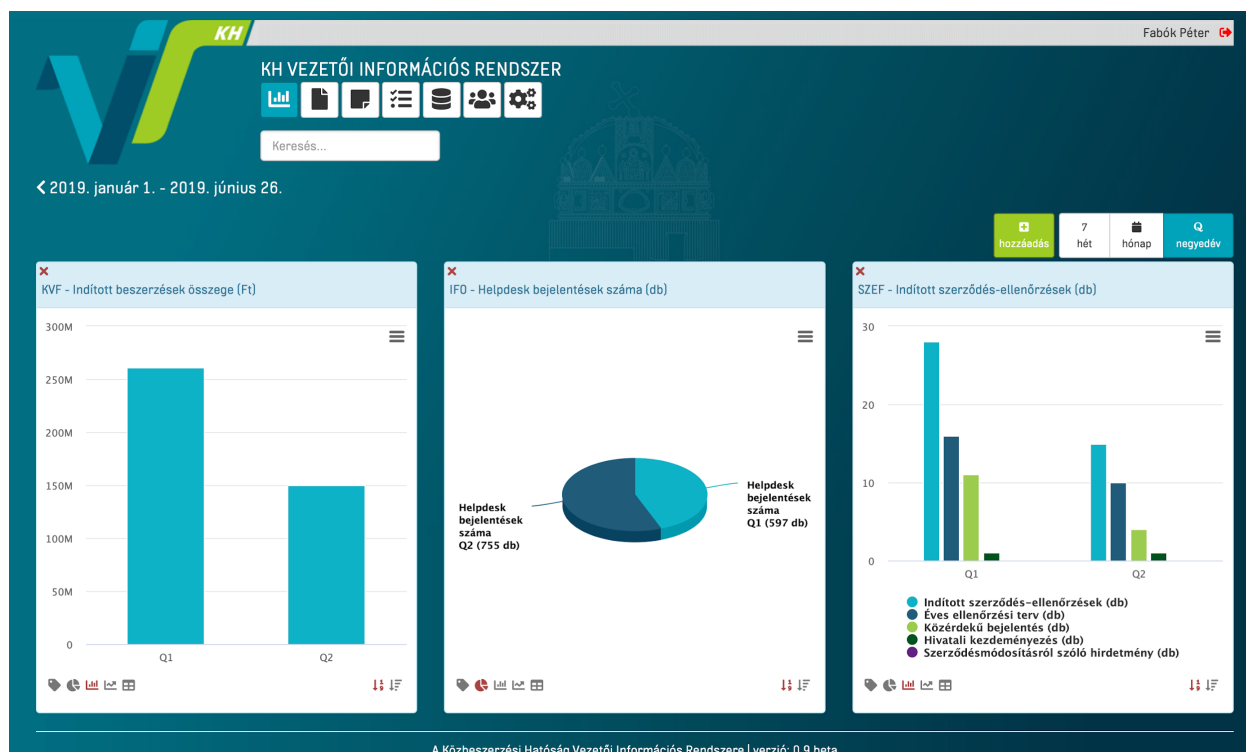 KH
Fabók Péter
KH VEZETŐI INFORMÁCIÓS RENDSZER
Keresés...
2019. január 1. - 2019. június 26.
hozzáadás
7
hét
hónap
Q
negyedév
KVF - Indított beszerzések összege (Ft)
300M
250M
200M
150M
100M
50M
0
Q1
Q2
IFO - Helpdesk bejelentések száma (db)
Helpdesk
bejelentések
száma
Q2 (755 db)
Helpdesk
bejelentések
száma
Q1 (597 db)
SZEF - Indított szerződés-ellenőrzések (db)
30
20
10
0
Q1
Q2
Indított szerződés-ellenőrzések (db)
Éves ellenőrzési terv (db)
Közérdekű bejelentés (db)
Hivatali kezdeményezés (db)
Szerződésmódosításról szóló hirdetmény (db)
A Közbeszerzési Hatóság Vezetői Információs Rendszere | verzió: 0.9 beta